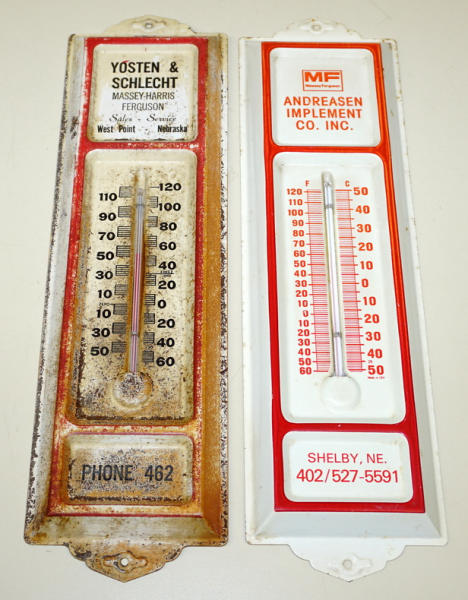 YOSTEN &
SCHLECHT
MASSEY-HARRIS
FERGUSON
Sales - Service
West Point Nebraska
120
110
100
90
80
70
60
50
40
30
20
10
ZERO
0
10
20
30
40
50
60
PHONE 462
MF
Massey Ferguson
ANDREASEN
IMPLEMENT
CO. INC.
F C
120 50
110
100 40
90
80 30
70
60 20
50 10
40
30 0
20
10 10
0
10 20
20
30 30
40 40
50
60 50
SHELBY, NE.
402/527-5591